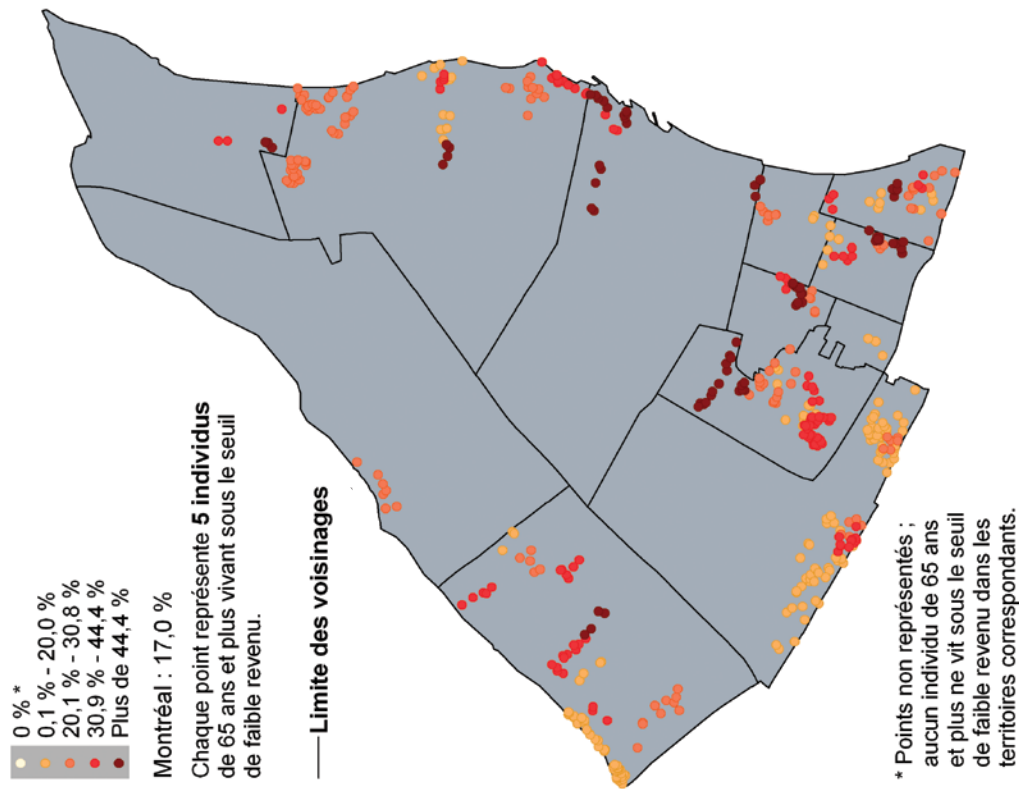 0 % *
0,1 % - 20,0 %
20,1 % - 30,8 %
30,9 % - 44,4 %
Plus de 44,4 %
Montréal : 17,0 %
Chaque point représente 5 individus
de 65 ans et plus vivant sous le seuil
de faible revenu.
Limite des voisinages
* Points non représentés ;
aucun individu de 65 ans
et plus ne vit sous le seuil
de faible revenu dans les
territoires correspondants.